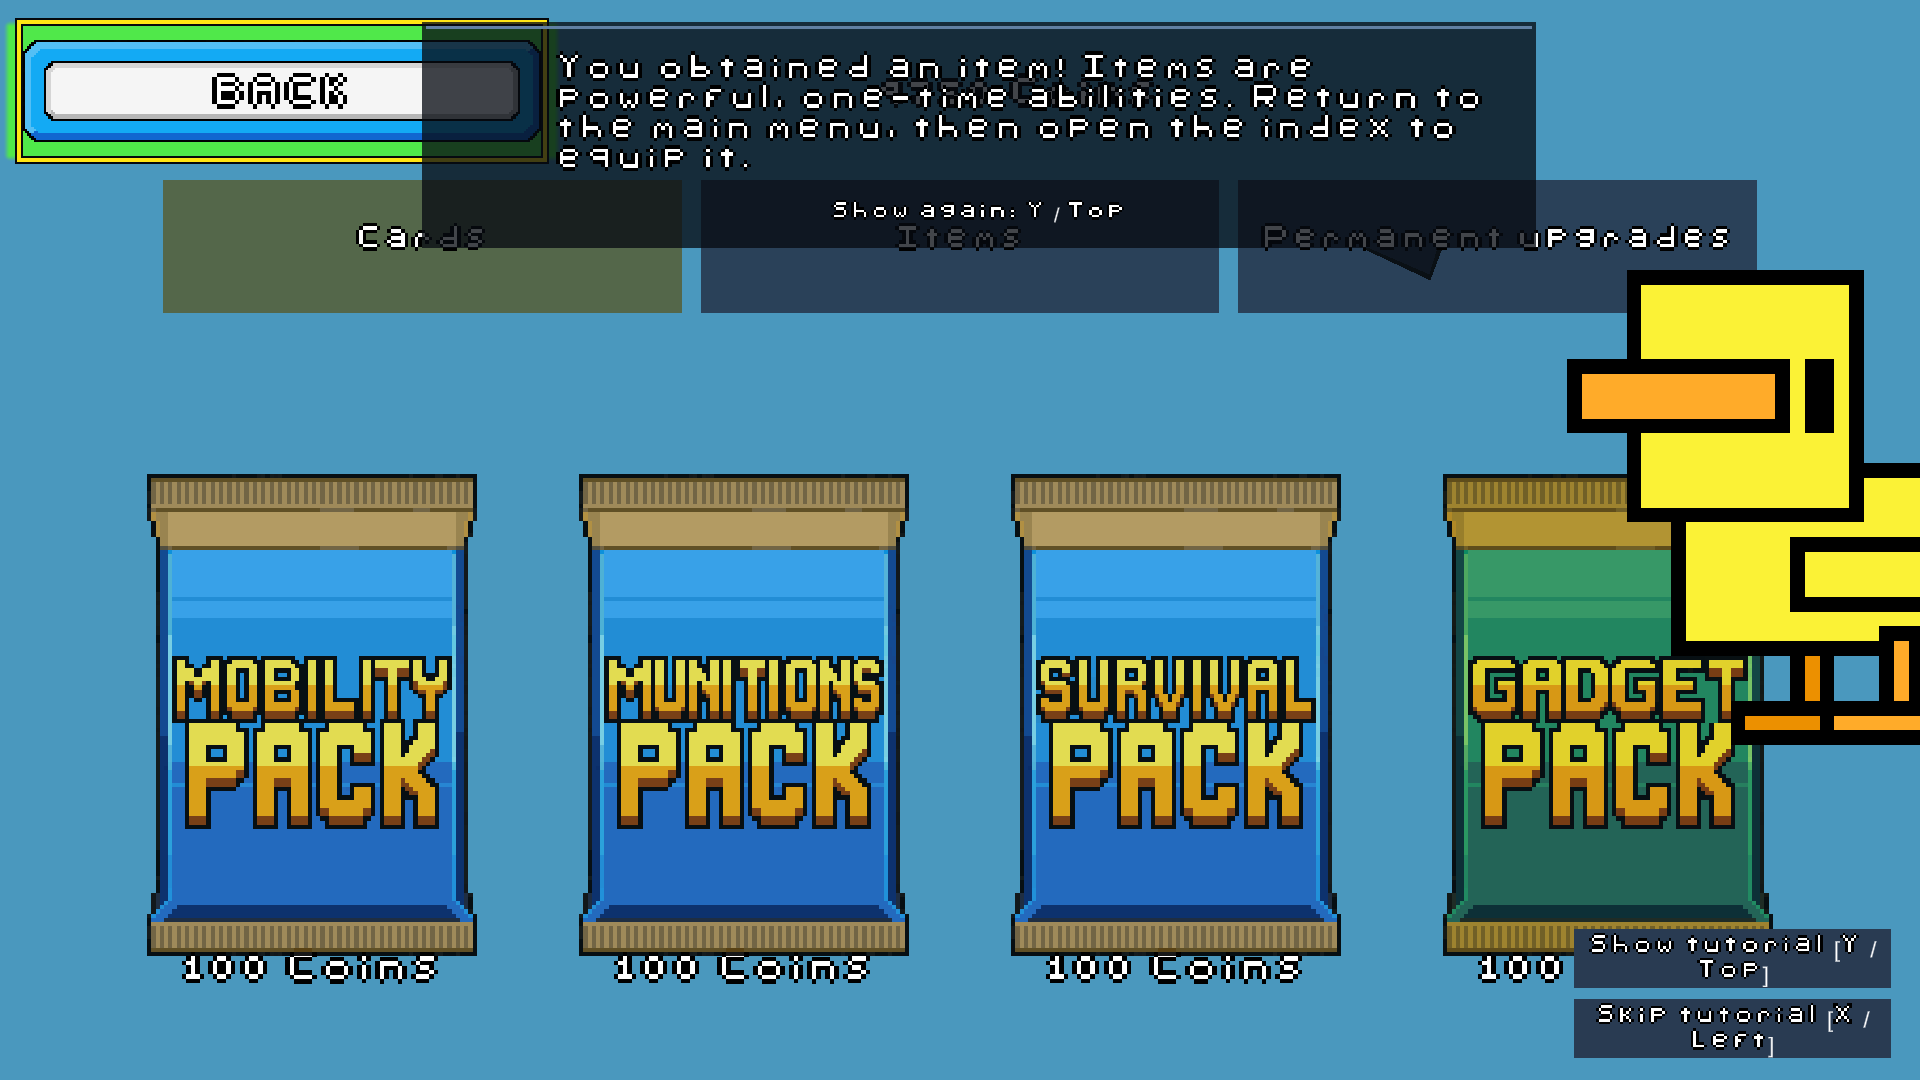 BACK
You obtained an item! Items are
powerful, one-time abilities. Return to
the main menu, then open the index to
equip it.
Show again: Y / Top
Cards
Items
Permanent upgrades
MOBILITY
PACK
MUNITIONS
PACK
SURVIVAL
PACK
GADGET
PACK
100 Coins
100 Coins
100 Coins
100
Show tutorial [Y /
Top]
Skip tutorial [X /
Left]